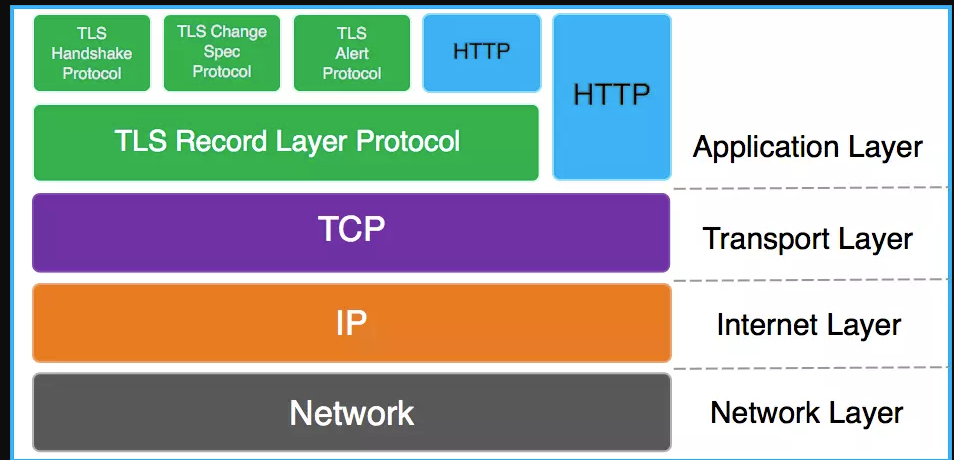 TLS
Handshake
Protocol
TLS Change
Spec
Protocol
TLS
Alert
Protocol
HTTP
HTTP
TLS Record Layer Protocol
Application Layer
TCP
Transport Layer
IP
Internet Layer
Network
Network Layer